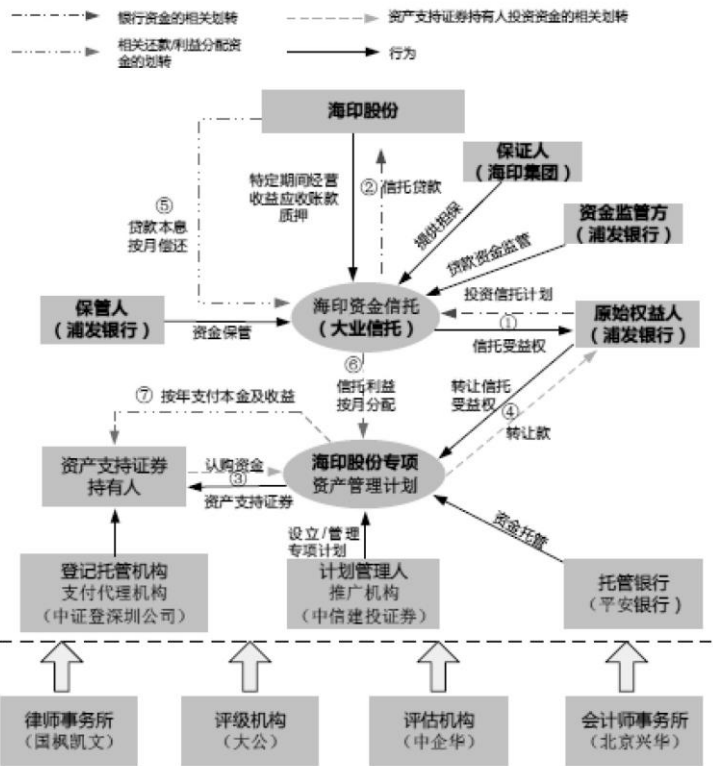 银行资金的相关划转
资产支持证券持有人投资资金的相关划转
相关还款/利益分配资
金的划转
行为
海印股份
保证人
（海印集团）
特定期间经营
收益应收账款
质押
②信托贷款
⑤
贷款本息
按月偿还
提供担保
资金监管方
（浦发银行）
贷款资金监管
保管人
（浦发银行）
资金保管
海印资金信托
（大业信托）
投资信托计划
①
信托受益权
原始权益人
（浦发银行）
⑥
信托利益
按月分配
转让信托
受益权
④
转让款
⑦ 按年支付本金及收益
资产支持证券
持有人
认购资金
③
资产支持证券
海印股份专项
资产管理计划
设立/管理
专项计划
资金托管
登记托管机构
支付代理机构
（中证登深圳公司）
计划管理人
推广机构
（中信建投证券）
托管银行
（平安银行）
律师事务所
（国枫凯文）
评级机构
（大公）
评估机构
（中企华）
会计师事务所
（北京兴华）